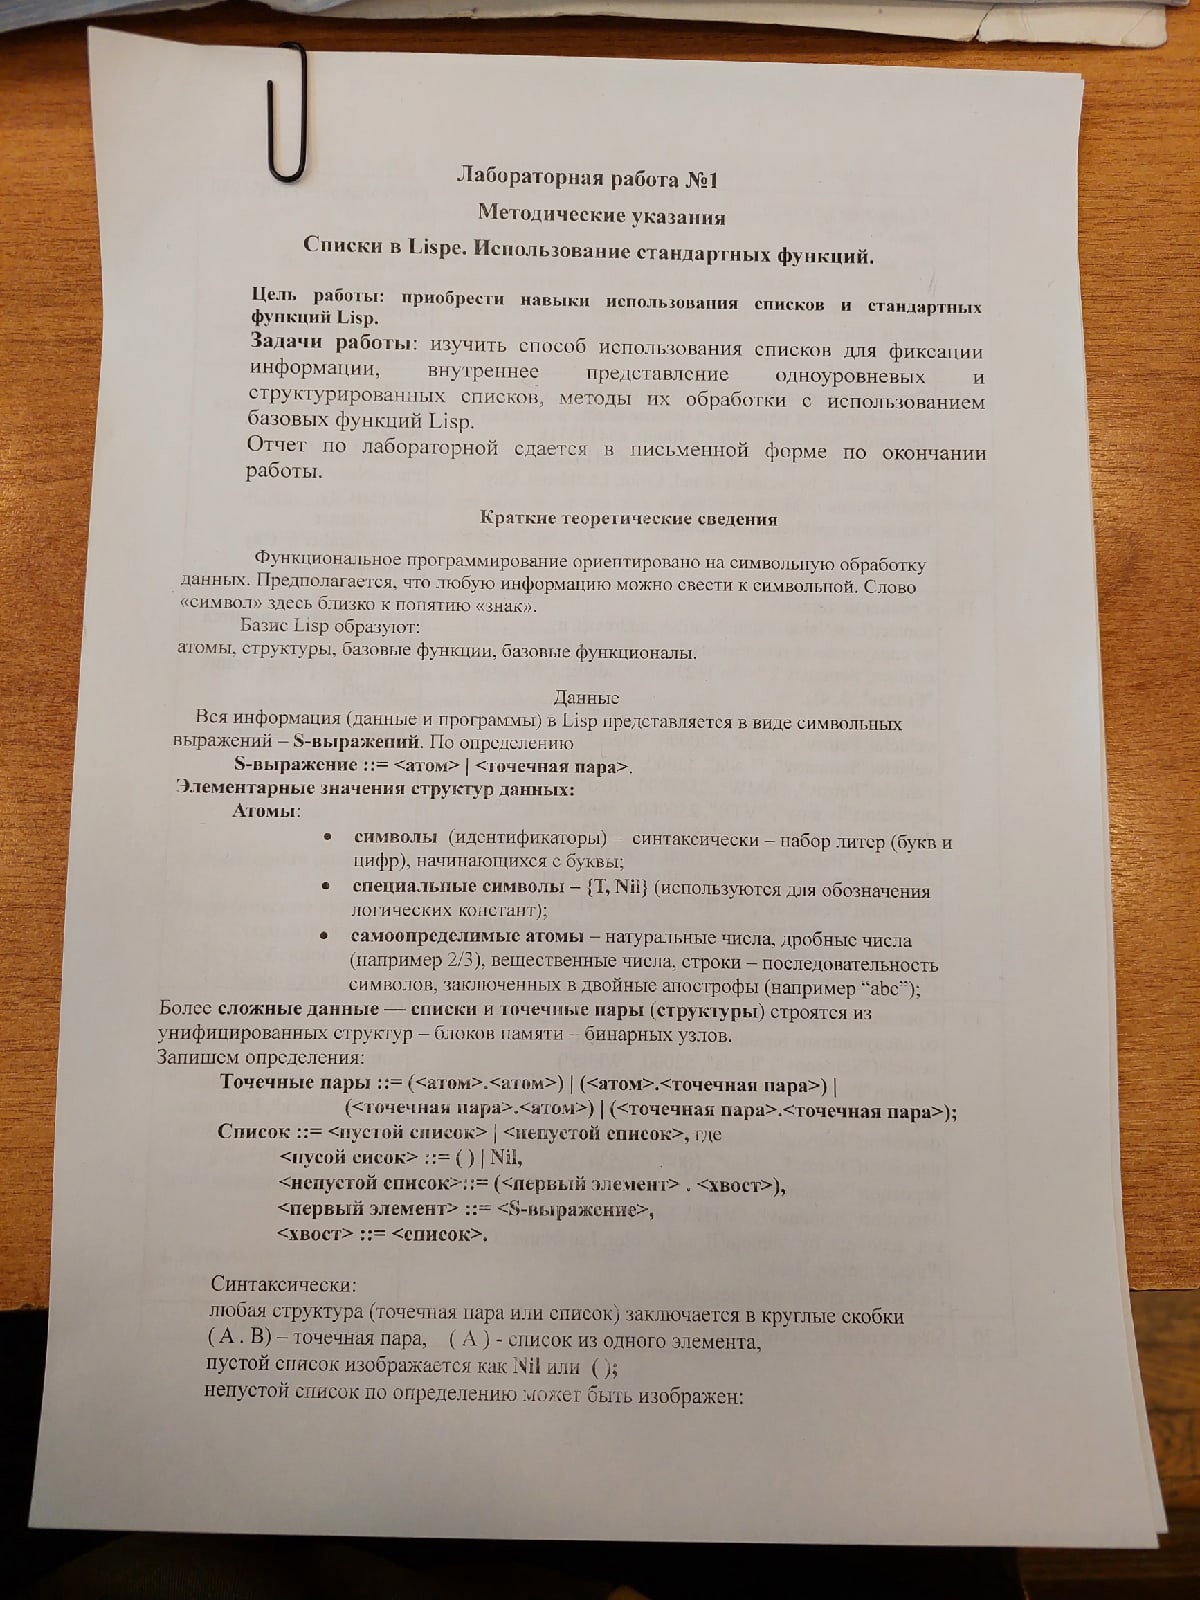 Лабораторная работа №1
Методические указания
Списки в Lispe. Использование стандартных функций.
Цель работы: приобрести навыки использования списков и стандартных
функций Lisp.
Задачи работы: изучить способ использования списков для фиксации
информации, внутреннее представление одноуровневых и
структурированных списков, методы их обработки с использованием
базовых функций Lisp.
Отчет по лабораторной сдается в письменной форме по окончании
работы.
Краткие теоретические сведения
Функциональное программирование ориентировано на символьную обработку
данных. Предполагается, что любую информацию можно свести к символьной. Слово
«символ» здесь близко к понятию «знак».
Базис Lisp образуют:
атомы, структуры, базовые функции, базовые функционалы.
Данные
Вся информация (данные и программы) в Lisp представляется в виде символьных
выражений – S-выражений. По определению
S-выражение ::= <атом> | <точечная пара>.
Элементарные значения структур данных:
Атомы:
• символы (идентификаторы) – синтаксически – набор литер (букв и
цифр), начинающихся с буквы;
• специальные символы – {T, Nil} (используются для обозначения
логических констант);
• самоопределимые атомы – натуральные числа, дробные числа
(например 2/3), вещественные числа, строки – последовательность
символов, заключенных в двойные апострофы (например “abc”);
Более сложные данные — списки и точечные пары (структуры) строятся из
унифицированных структур – блоков памяти – бинарных узлов.
Запишем определения:
Точечные пары ::= (<атом>.<атом>) | (<атом>.<точечная пара>) |
(<точечная пара>.<атом>) | (<точечная пара>.<точечная пара>);
Список ::= <пустой список> | <непустой список>, где
<пусой сисок> ::= ( ) | Nil,
<непустой список>::= (<первый элемент> . <хвост>),
<первый элемент> ::= <S-выражение>,
<хвост> ::= <список>.
Синтаксически:
любая структура (точечная пара или список) заключается в круглые скобки
( A . B) – точечная пара, ( A ) - список из одного элемента,
пустой список изображается как Nil или ( );
непустой список по определению может быть изображен: